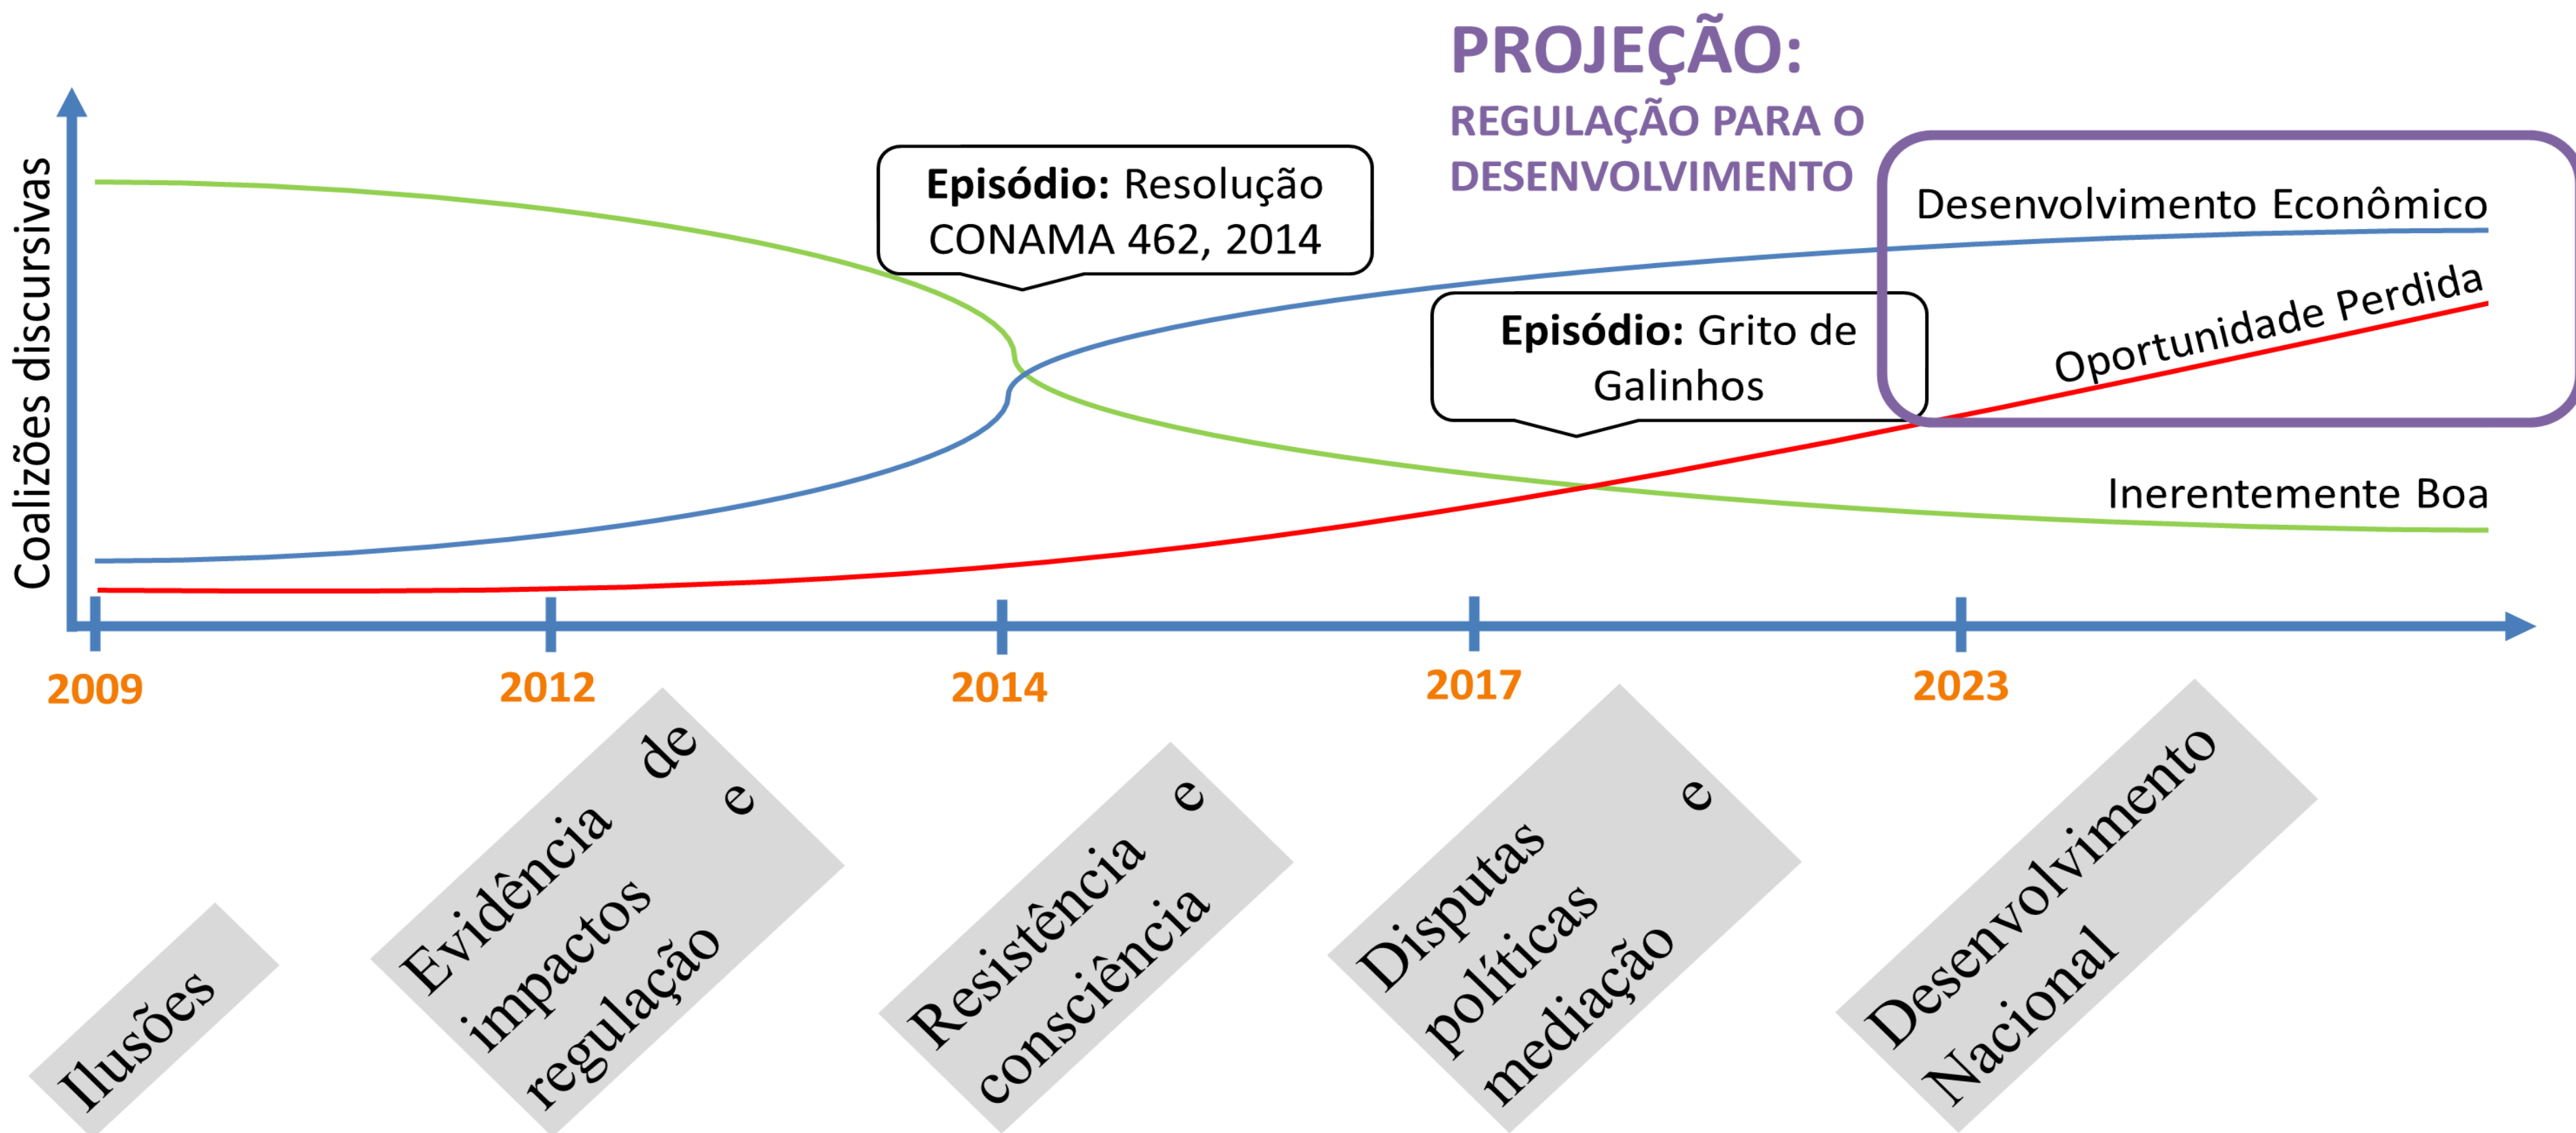 PROJEÇÃO:
REGULAÇÃO PARA O
DESENVOLVIMENTO
Coalizões discursivas
Episódio: Resolução
CONAMA 462, 2014
Episódio: Grito de
Galinhos
Desenvolvimento Econômico
Oportunidade Perdida
Inerentemente Boa
2009
2012
2014
2017
2023
Ilusões
Evidência de
impactos e
regulação
Resistência e
consciência
Disputas
políticas e
mediação
Desenvolvimento
Nacional